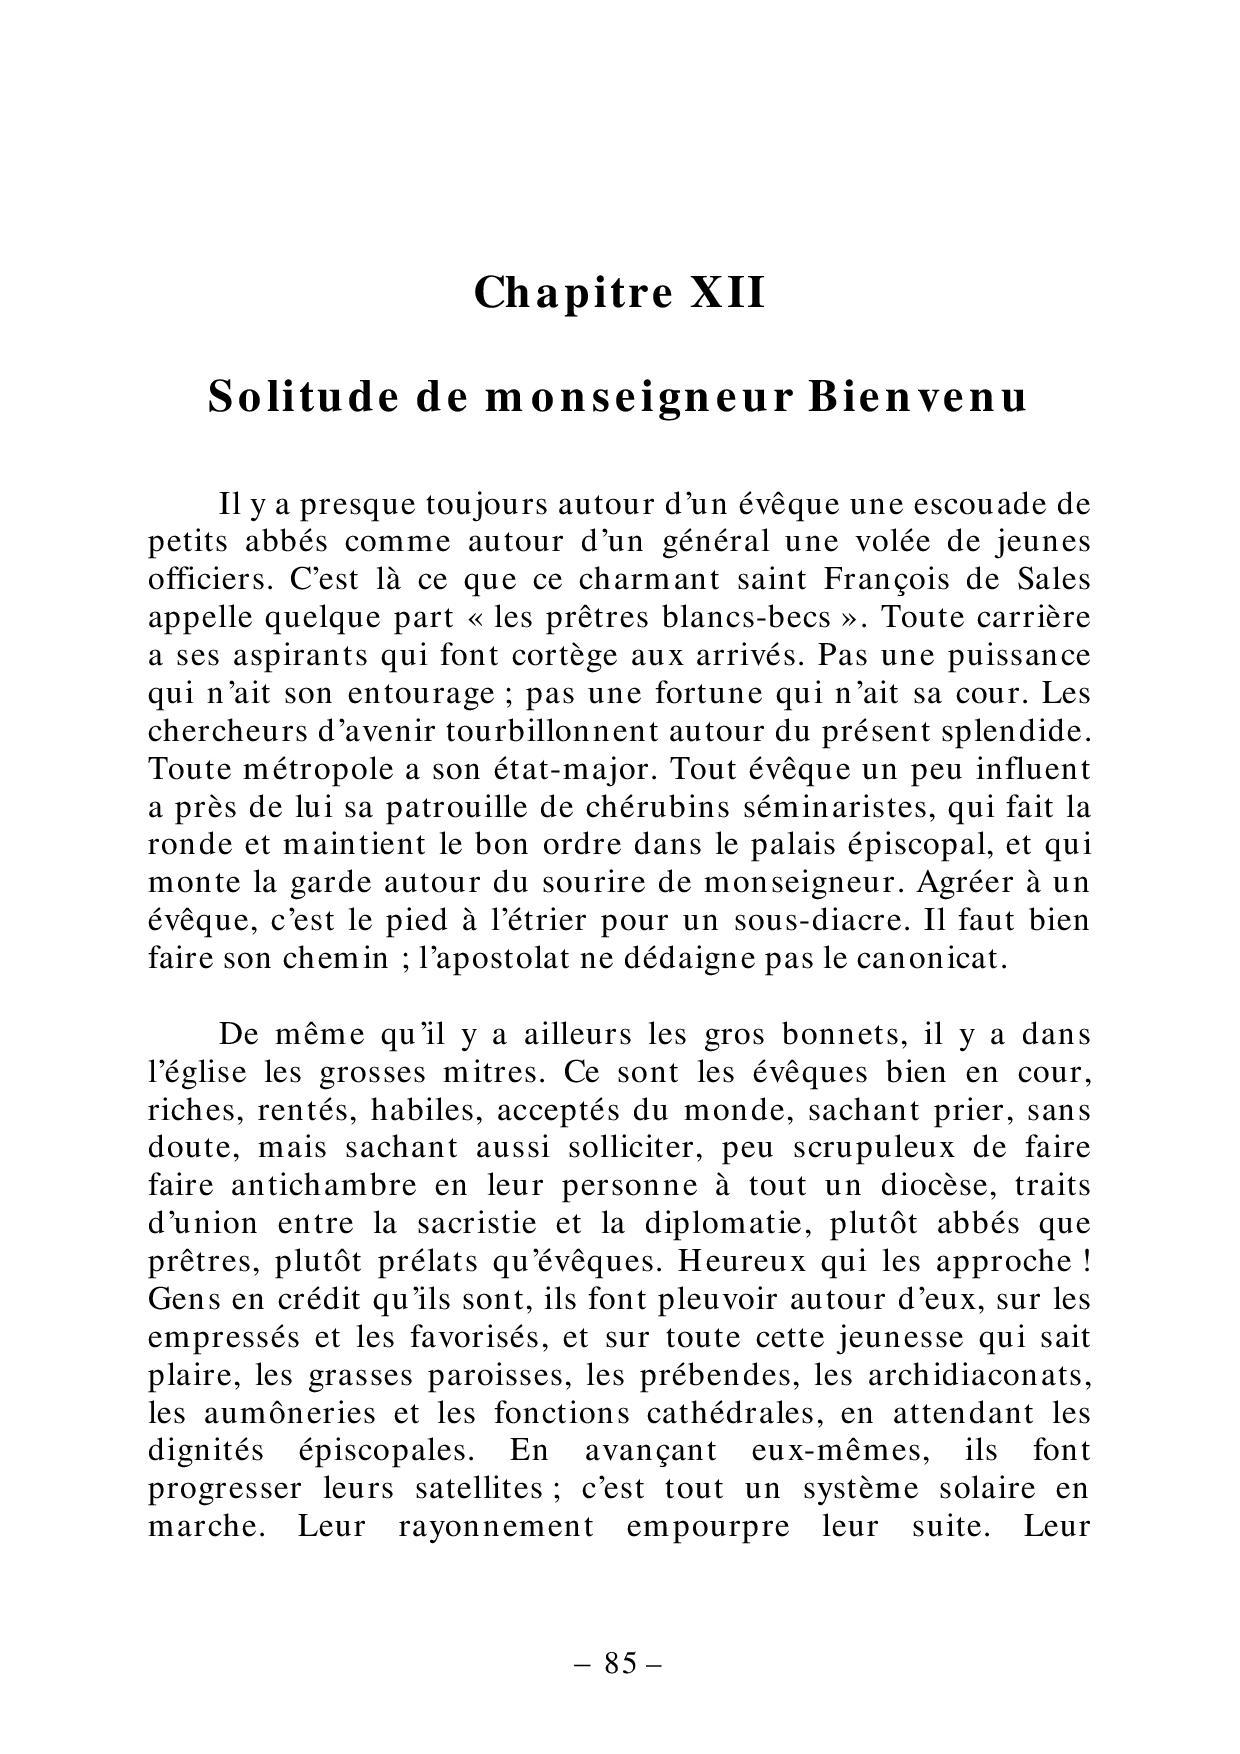 Chapitre XII
Solitude de monseigneur Bienvenu
Il y a presque toujours autour d’un évêque une escouade de
petits abbés comme autour d’un général une volée de jeunes
officiers. C’est là ce que ce charmant saint François de Sales
appelle quelque part « les prêtres blancs-becs ». Toute carrière
a ses aspirants qui font cortège aux arrivés. Pas une puissance
qui n’ait son entourage ; pas une fortune qui n’ait sa cour. Les
chercheurs d’avenir tourbillonnent autour du présent splendide.
Toute métropole a son état-major. Tout évêque un peu influent
a près de lui sa patrouille de chérubins séminaristes, qui fait la
ronde et maintient le bon ordre dans le palais épiscopal, et qui
monte la garde autour du sourire de monseigneur. Agréer à un
évêque, c’est le pied à l’étrier pour un sous-diacre. Il faut bien
faire son chemin ; l’apostolat ne dédaigne pas le canonicat.
De même qu’il y a ailleurs les gros bonnets, il y a dans
l’église les grosses mitres. Ce sont les évêques bien en cour,
riches, rentés, habiles, acceptés du monde, sachant prier, sans
doute, mais sachant aussi solliciter, peu scrupuleux de faire
faire antichambre en leur personne à tout un diocèse, traits
d’union entre la sacristie et la diplomatie, plutôt abbés que
prêtres, plutôt prélats qu’évêques. Heureux qui les approche !
Gens en crédit qu’ils sont, ils font pleuvoir autour d’eux, sur les
empressés et les favorisés, et sur toute cette jeunesse qui sait
plaire, les grasses paroisses, les prébendes, les archidiaconats,
les aumôneries et les fonctions cathédrales, en attendant les
dignités épiscopales. En avançant eux-mêmes, ils font
progresser leurs satellites ; c’est tout un système solaire en
marche. Leur rayonnement empourpre leur suite. Leur
– 85 –